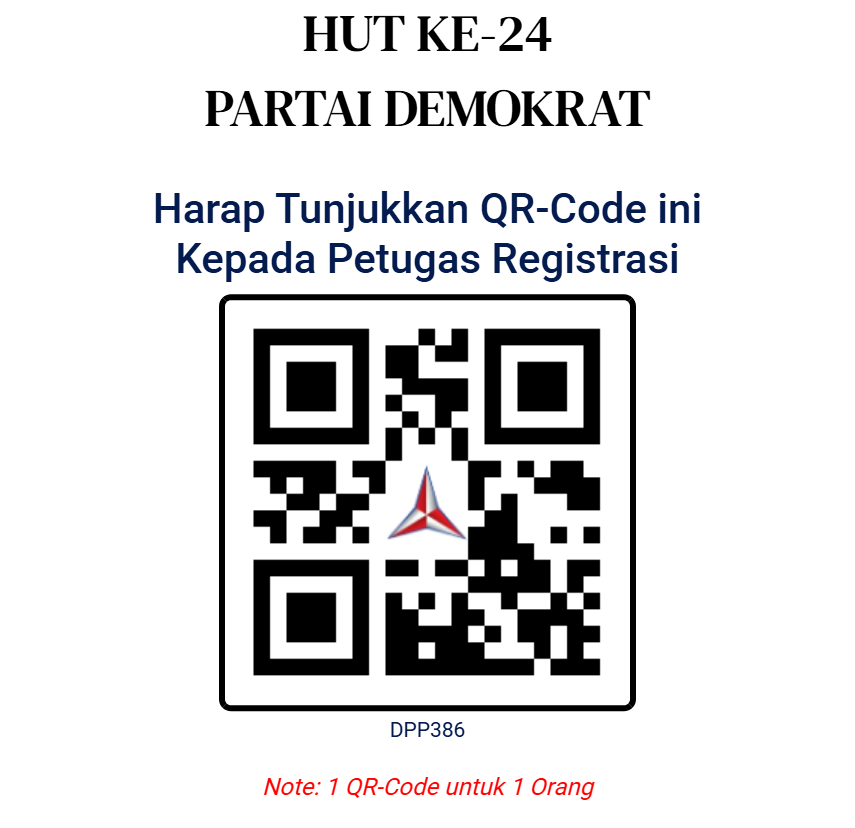 HUT KE-24
PARTAI DEMOKRAT
Harap Tunjukkan QR-Code ini
Kepada Petugas Registrasi
DPP386
Note: 1 QR-Code untuk 1 Orang